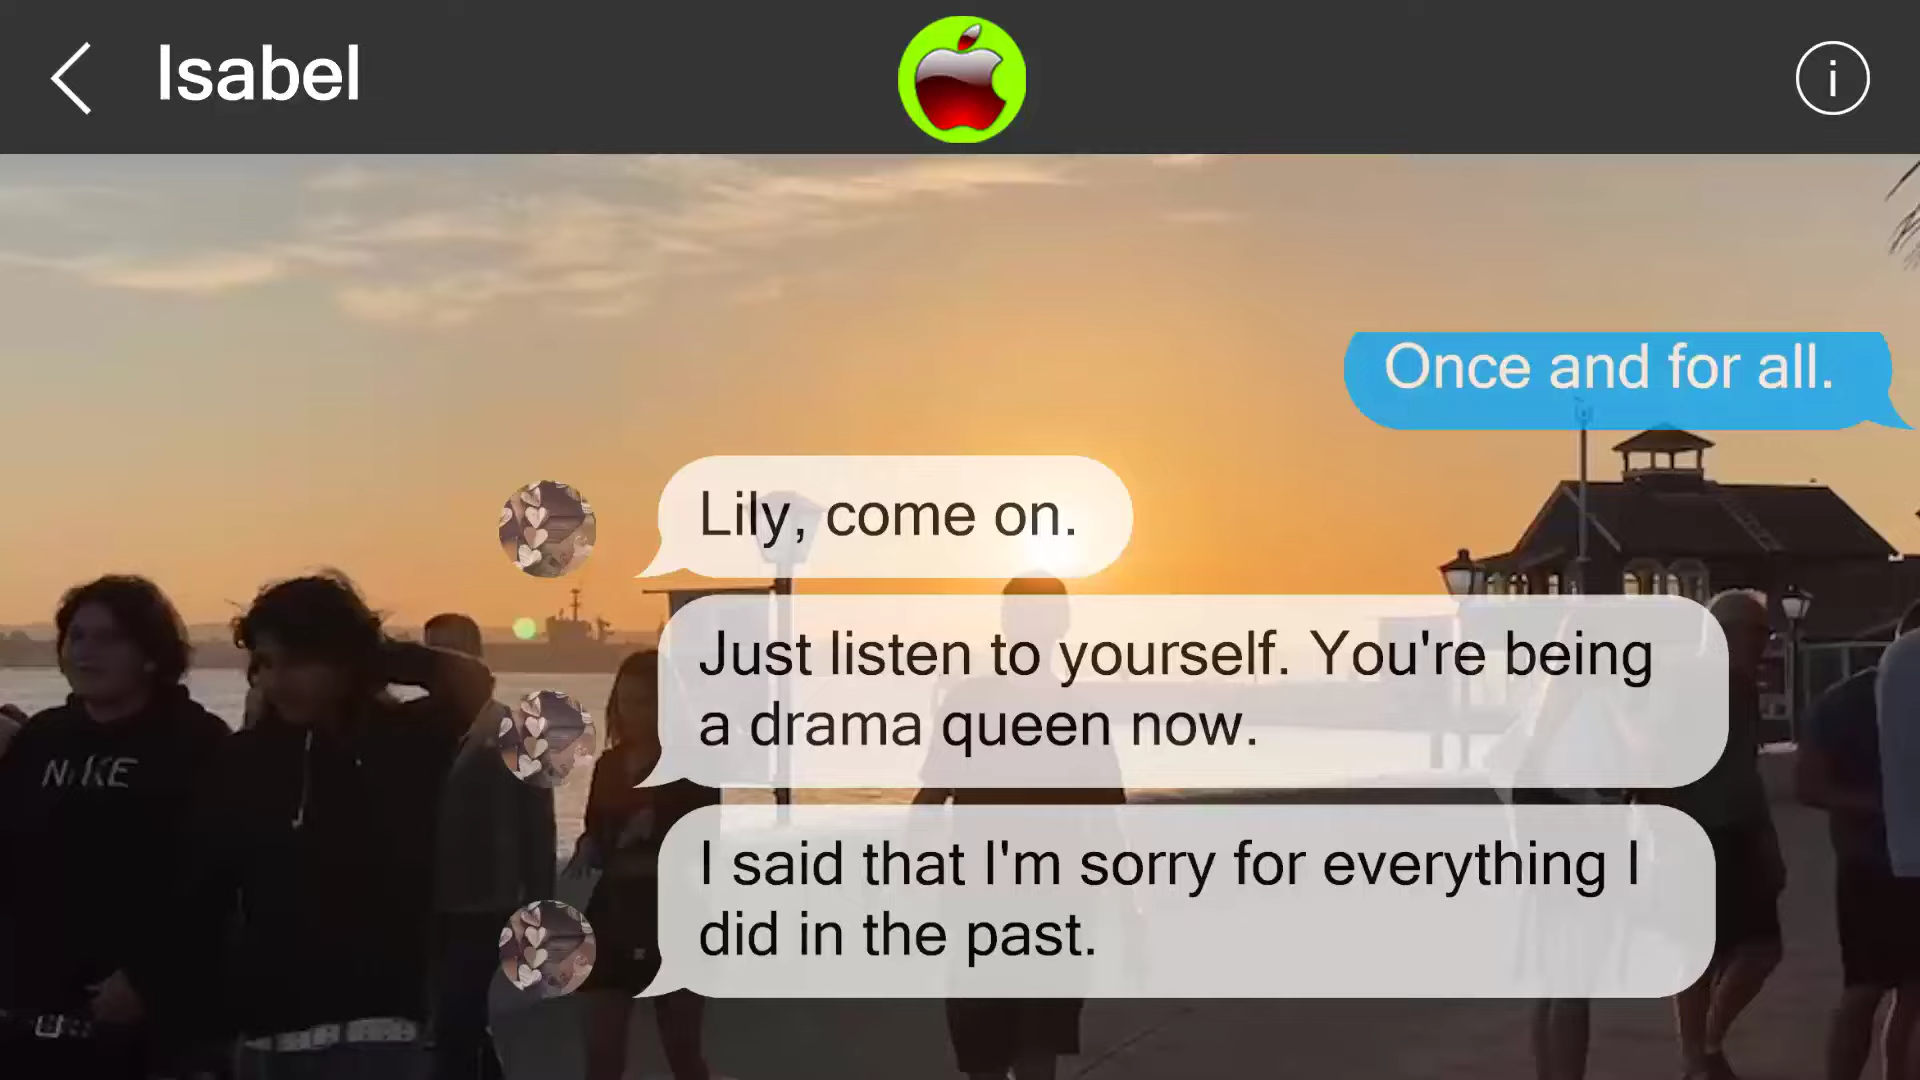 Isabel
i
Once and for all.
Lily, come on.
Just listen to yourself. You're being
a drama queen now.
I said that I'm sorry for everything I
did in the past.
NIKE